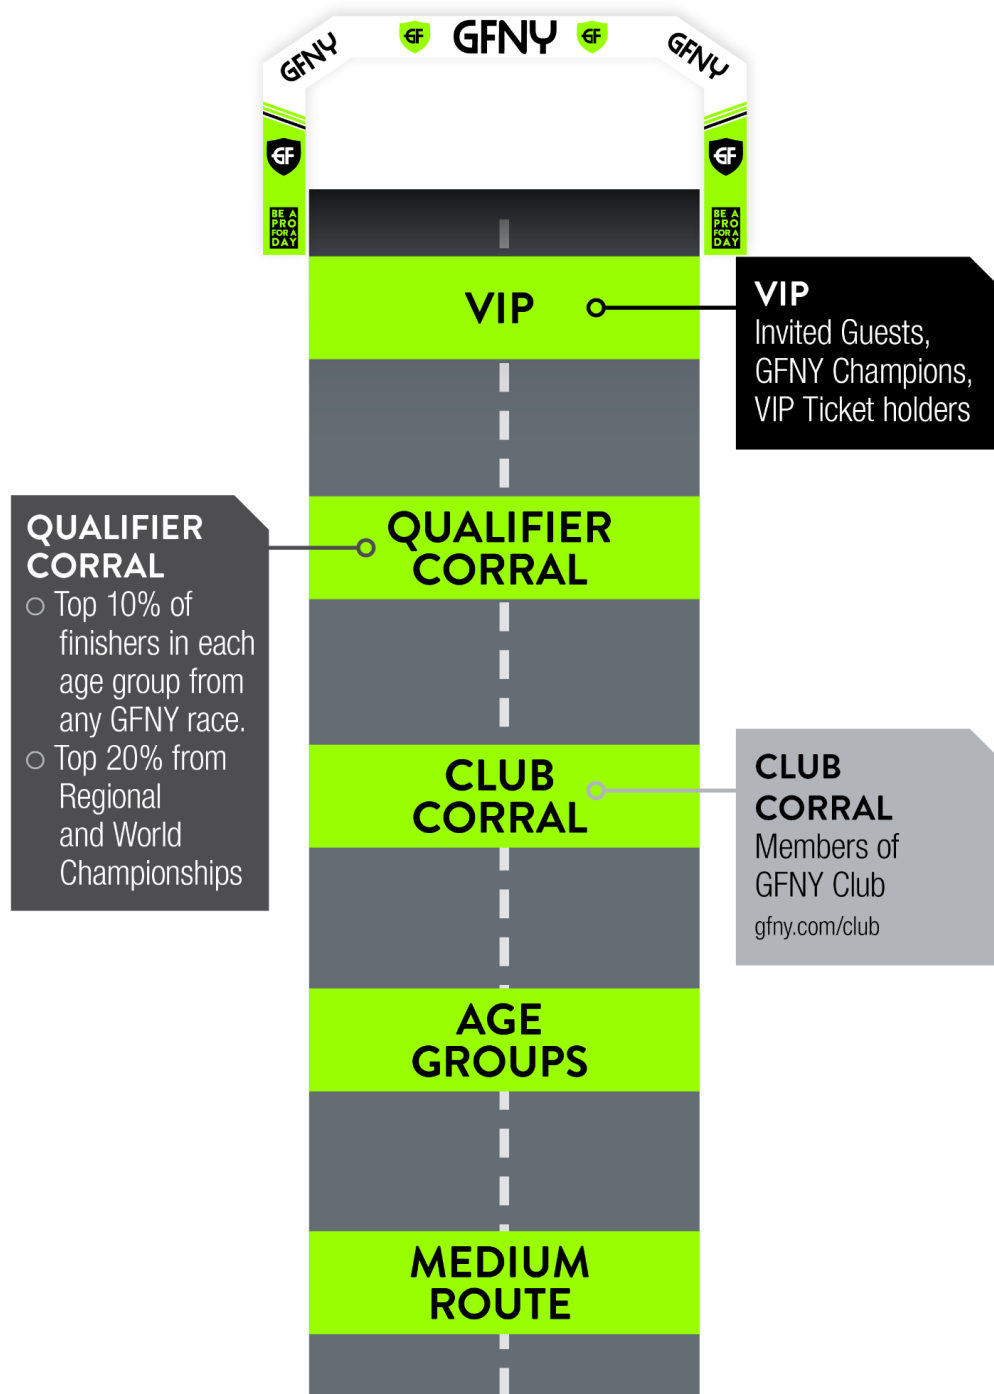 GFNY
GF
GFNY
GF
GFNY
GF
GF
BE A
PRO
FOR A
DAY
BE A
PRO
FOR A
DAY
VIP
VIP
Invited Guests,
GFNY Champions,
VIP Ticket holders
QUALIFIER
CORRAL
QUALIFIER
CORRAL
Top 10% of
finishers in each
age group from
any GFNY race.
Top 20% from
Regional
and World
Championships
CLUB
CORRAL
CLUB
CORRAL
Members of
GFNY Club
gfny.com/club
AGE
GROUPS
MEDIUM
ROUTE